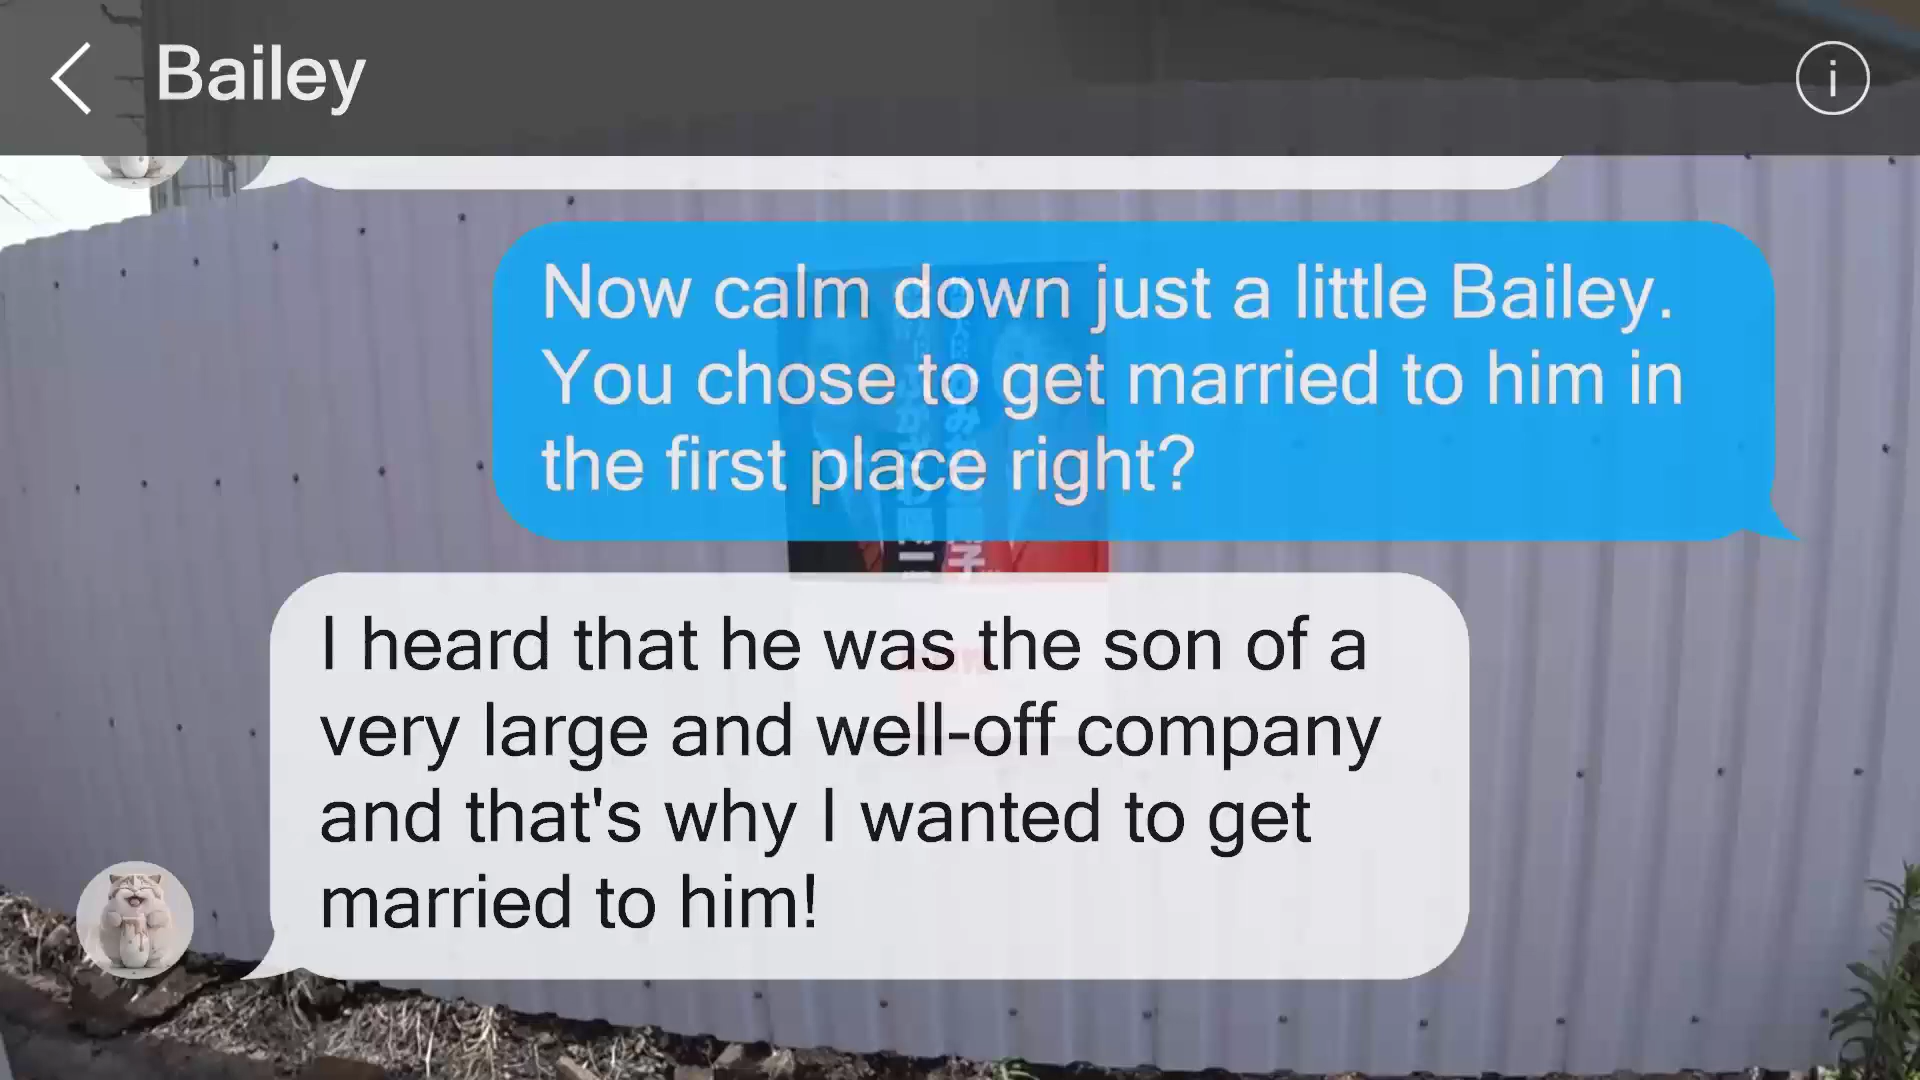 Bailey
Now calm down just a little Bailey.
You chose to get married to him in
the first place right?
I heard that he was the son of a
very large and well-off company
and that's why I wanted to get
married to him!